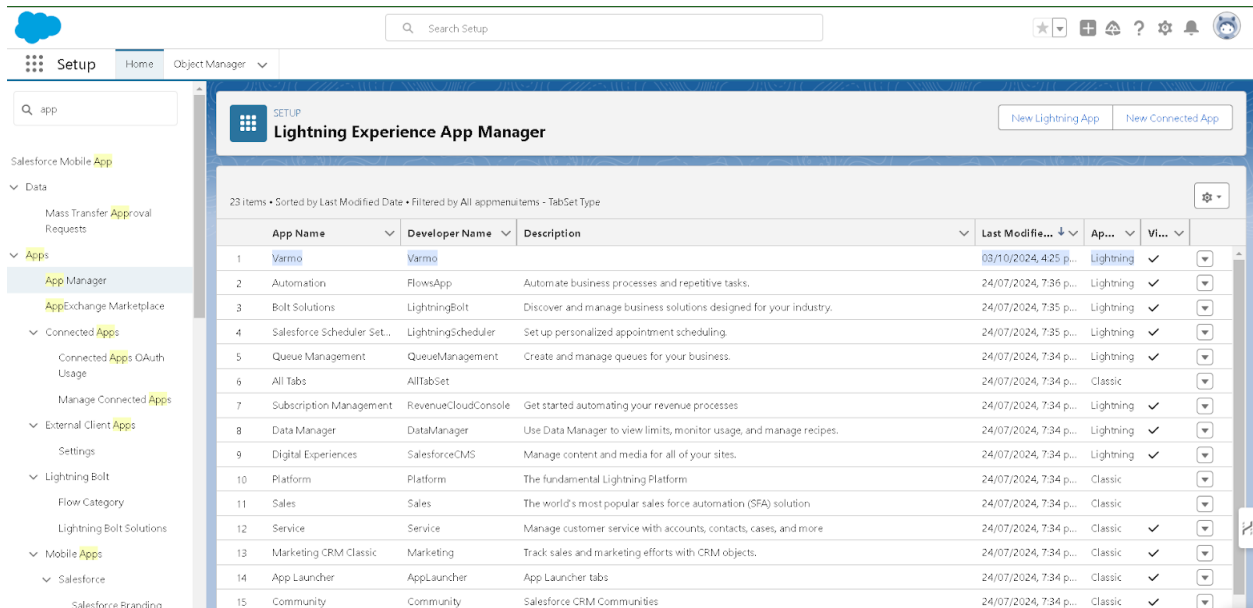 Search Setup
Setup
Home
Object Manager
app
Salesforce Mobile App
Data
Mass Transfer Approval
Requests
Apps
App Manager
AppExchange Marketplace
Connected Apps
Connected Apps OAuth
Usage
Manage Connected Apps
External Client Apps
Settings
Lightning Bolt
Flow Category
Lightning Bolt Solutions
Mobile Apps
Salesforce
Salesforce Branding
SETUP
Lightning Experience App Manager
New Lightning App
New Connected App
23 items • Sorted by Last Modified Date • Filtered by All appmenuitems - TabSet Type
App Name Developer Name Description Last Modifie... Ap... Vi...
1 Varmo Varmo 03/10/2024, 4:25 p... Lightning
2 Automation FlowsApp Automate business processes and repetitive tasks. 24/07/2024, 7:36 p... Lightning
3 Bolt Solutions LightningBolt Discover and manage business solutions designed for your industry. 24/07/2024, 7:35 p... Lightning
4 Salesforce Scheduler Set... LightningScheduler Set up personalized appointment scheduling. 24/07/2024, 7:35 p... Lightning
5 Queue Management QueueManagement Create and manage queues for your business. 24/07/2024, 7:34 p... Lightning
6 All Tabs AllTabSet 24/07/2024, 7:34 p... Classic
7 Subscription Management RevenueCloudConsole Get started automating your revenue processes 24/07/2024, 7:34 p... Lightning
8 Data Manager DataManager Use Data Manager to view limits, monitor usage, and manage recipes. 24/07/2024, 7:34 p... Lightning
9 Digital Experiences SalesforceCMS Manage content and media for all of your sites. 24/07/2024, 7:34 p... Lightning
10 Platform Platform The fundamental Lightning Platform 24/07/2024, 7:34 p... Classic
11 Sales Sales The world's most popular sales force automation (SFA) solution 24/07/2024, 7:34 p... Classic
12 Service Service Manage customer service with accounts, contacts, cases, and more 24/07/2024, 7:34 p... Classic
13 Marketing CRM Classic Marketing Track sales and marketing efforts with CRM objects. 24/07/2024, 7:34 p... Classic
14 App Launcher AppLauncher App Launcher tabs 24/07/2024, 7:34 p... Classic
15 Community Community Salesforce CRM Communities 24/07/2024, 7:34 p... Classic